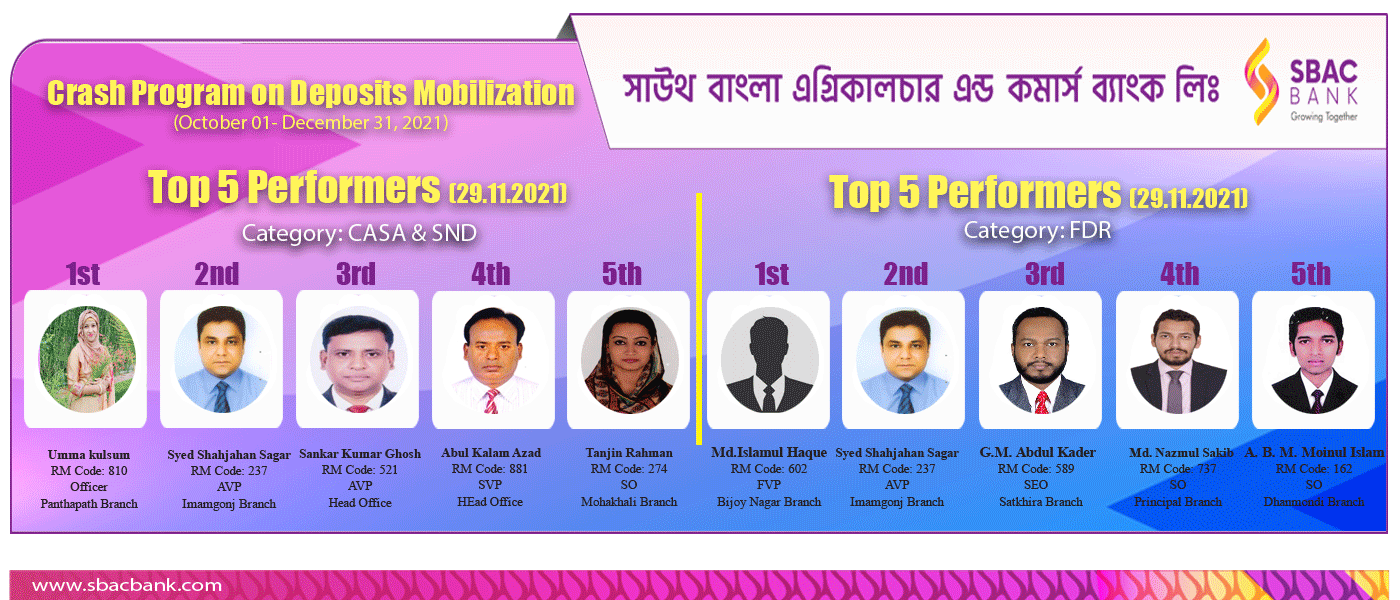 Crash Program on Deposits Mobilization
(October 01- December 31, 2021)
সাউথ বাংলা এগ্রিকালচার এন্ড কমার্স ব্যাংক লিঃ
SBAC
BANK
Growing Together
Top 5 Performers (29.11.2021)
Category: CASA & SND
1st
2nd
3rd
4th
5th
Umma kulsum
RM Code: 810
Officer
Panthapath Branch
Syed Shahjahan Sagar
RM Code: 237
AVP
Imamgonj Branch
Sankar Kumar Ghosh
RM Code: 521
AVP
Head Office
Abul Kalam Azad
RM Code: 881
SVP
HEad Office
Tanjin Rahman
RM Code: 274
SO
Mohakhali Branch
Top 5 Performers (29.11.2021)
Category: FDR
1st
2nd
3rd
4th
5th
Md.Islamul Haque
RM Code: 602
FVP
Bijoy Nagar Branch
Syed Shahjahan Sagar
RM Code: 237
AVP
Imamgonj Branch
G.M. Abdul Kader
RM Code: 589
SEO
Satkhira Branch
Md. Nazmul Sakib
RM Code: 737
SO
Principal Branch
A. B. M. Moinul Islam
RM Code: 162
SO
Dhanmondi Branch
www.sbacbank.com